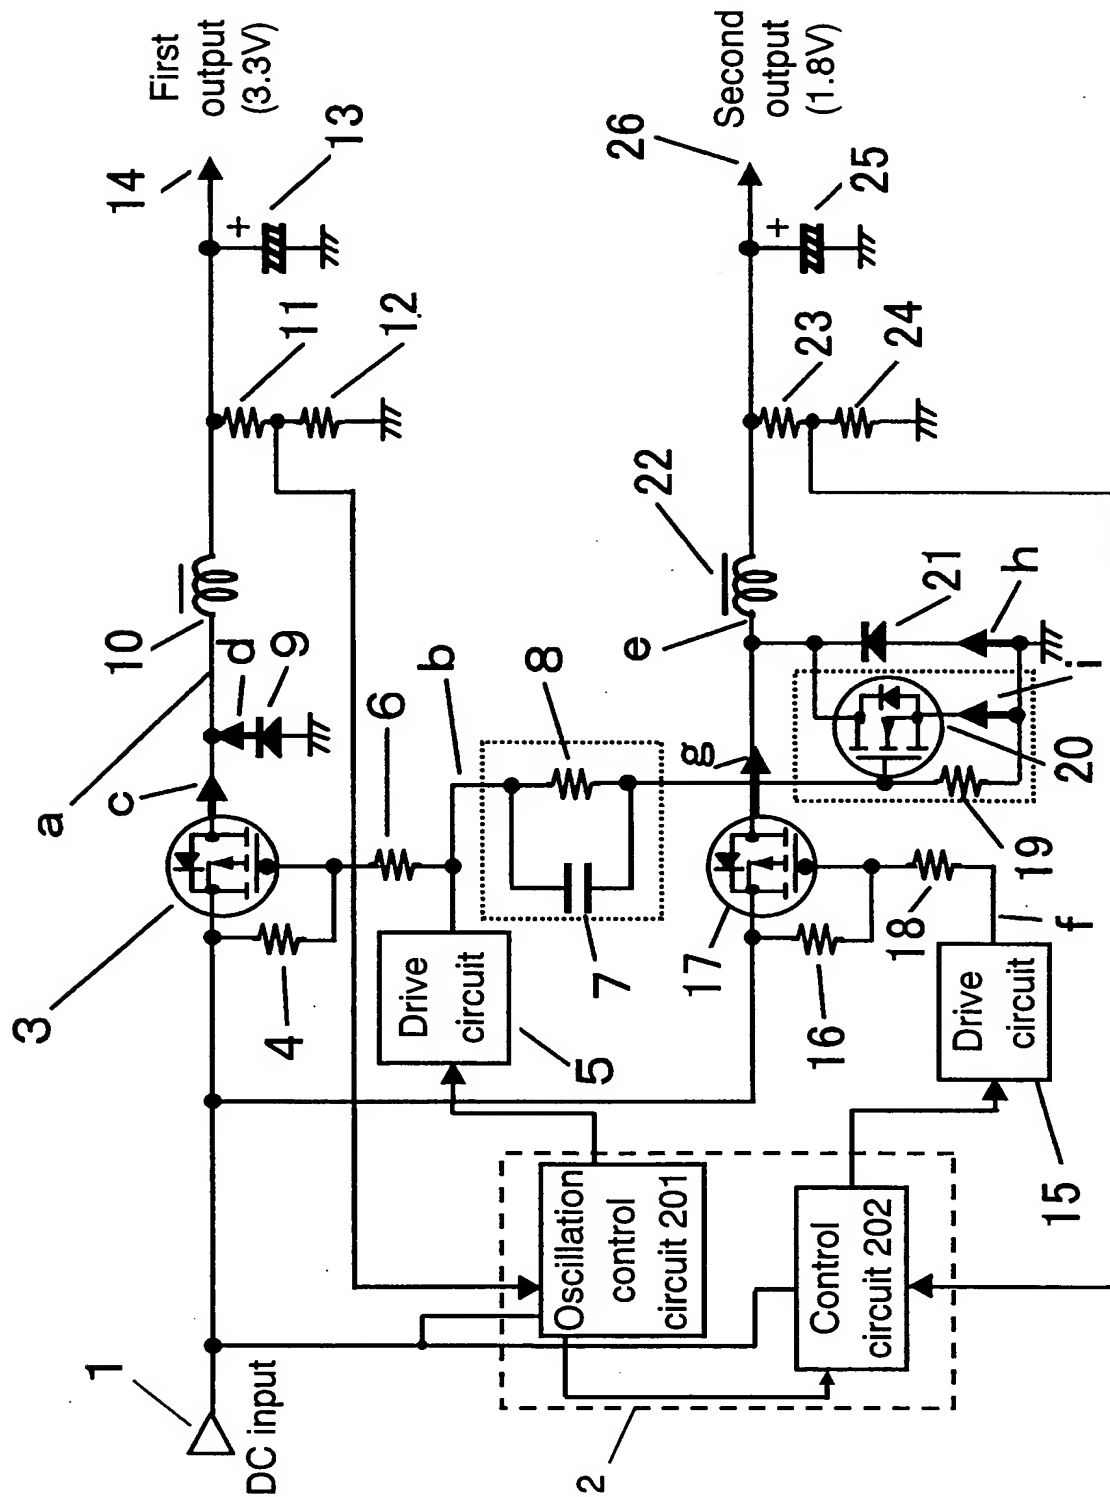 First
output
(3.3V)
14
13
11
12
10
a
c
d
9
3
4
6
b
8
7
Drive
circuit
5
1
DC input
Oscillation
control
circuit 201
Control
circuit 202
2
Second
output
(1.8V)
26
25
23
24
22
e
g
21
h
i
20
19
17
16
18
f
Drive
circuit
15